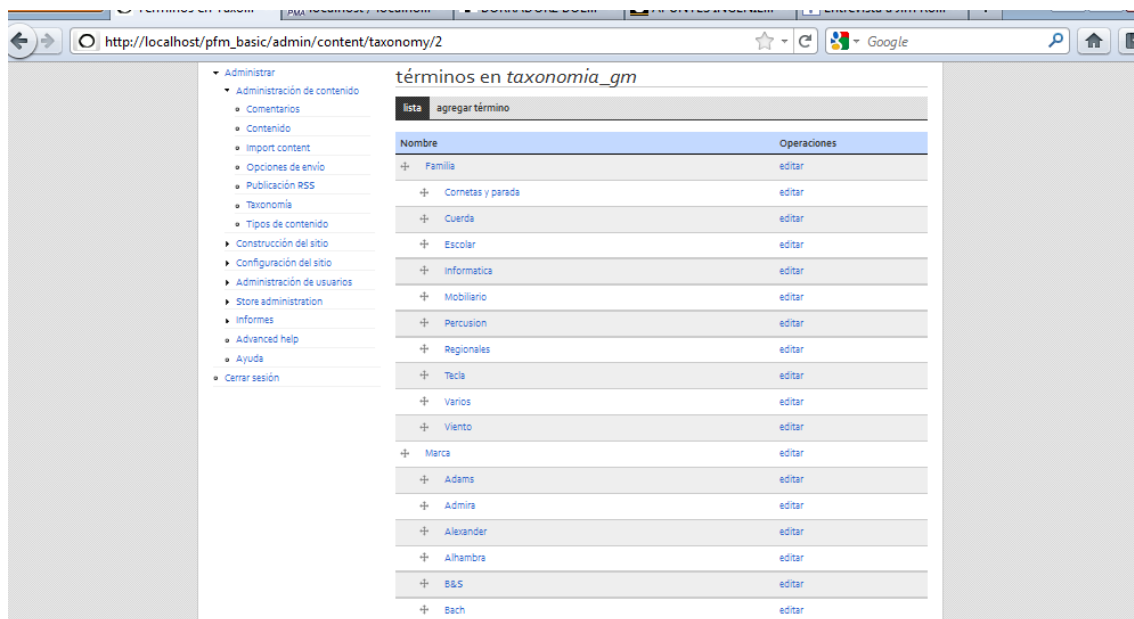 http://localhost/pfm_basic/admin/content/taxonomy/2
Google
Administrar
Administración de contenido
Comentarios
Contenido
Import content
Opciones de envío
Publicación RSS
Taxonomía
Tipos de contenido
Construcción del sitio
Configuración del sitio
Administración de usuarios
Store administration
Informes
Advanced help
Ayuda
Cerrar sesión
términos en taxonomia_gm
lista agregar término
Nombre Operaciones
Familia editar
Cornetas y parada editar
Cuerda editar
Escolar editar
Informatica editar
Mobiliario editar
Percusion editar
Regionales editar
Tecla editar
Varios editar
Viento editar
Marca editar
Adams editar
Admira editar
Alexander editar
Alhambra editar
B&S editar
Bach editar